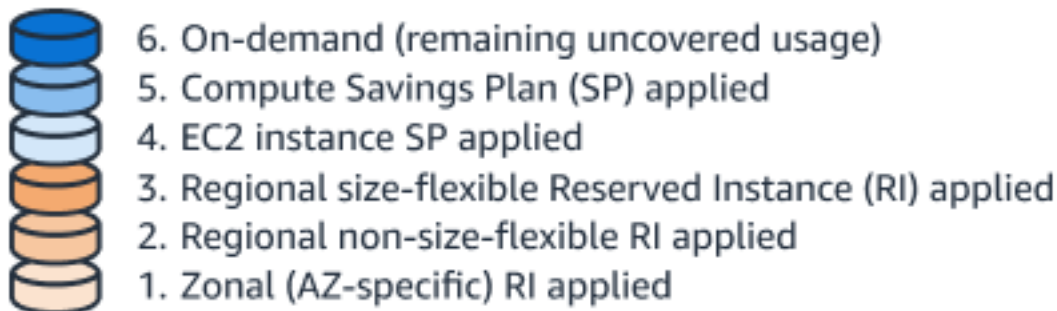 6. On-demand (remaining uncovered usage)
5. Compute Savings Plan (SP) applied
4. EC2 instance SP applied
3. Regional size-flexible Reserved Instance (RI) applied
2. Regional non-size-flexible RI applied
1. Zonal (AZ-specific) RI applied